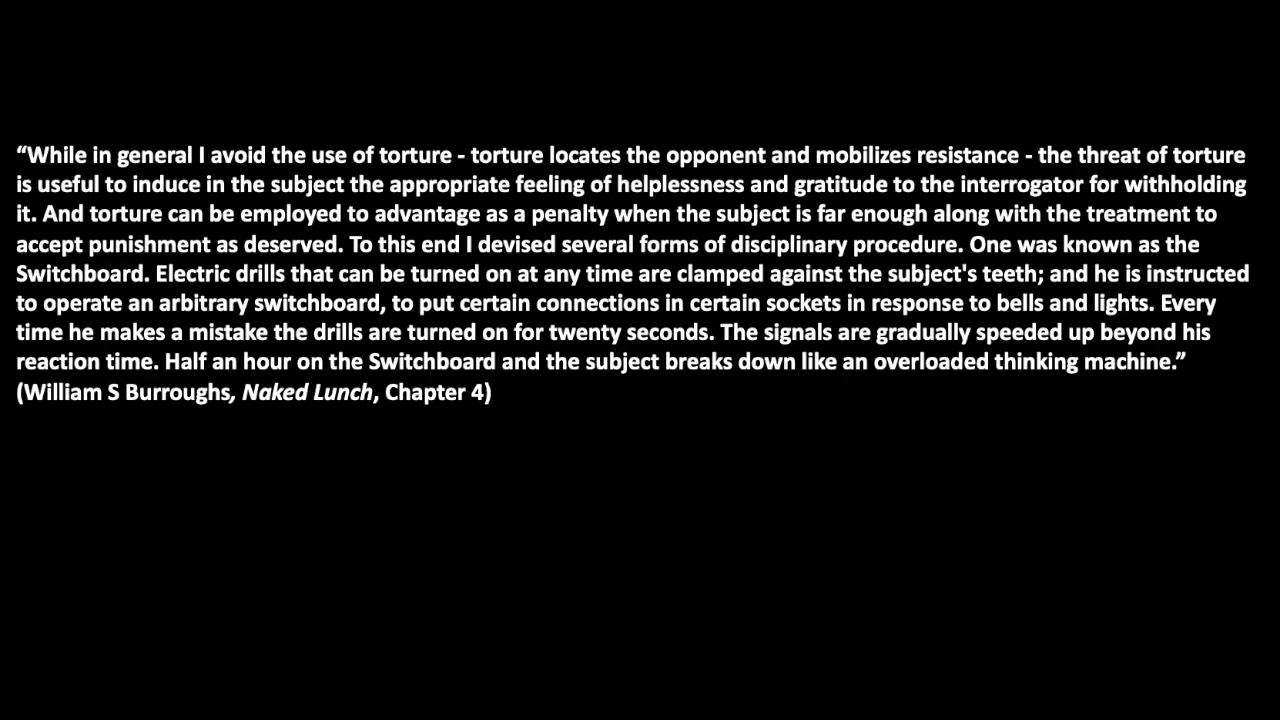 “While in general I avoid the use of torture - torture locates the opponent and mobilizes resistance - the threat of torture
is useful to induce in the subject the appropriate feeling of helplessness and gratitude to the interrogator for withholding
it. And torture can be employed to advantage as a penalty when the subject is far enough along with the treatment to
accept punishment as deserved. To this end I devised several forms of disciplinary procedure. One was known as the
Switchboard. Electric drills that can be turned on at any time are clamped against the subject's teeth; and he is instructed
to operate an arbitrary switchboard, to put certain connections in certain sockets in response to bells and lights. Every
time he makes a mistake the drills are turned on for twenty seconds. The signals are gradually speeded up beyond his
reaction time. Half an hour on the Switchboard and the subject breaks down like an overloaded thinking machine.”
(William S Burroughs, Naked Lunch, Chapter 4)